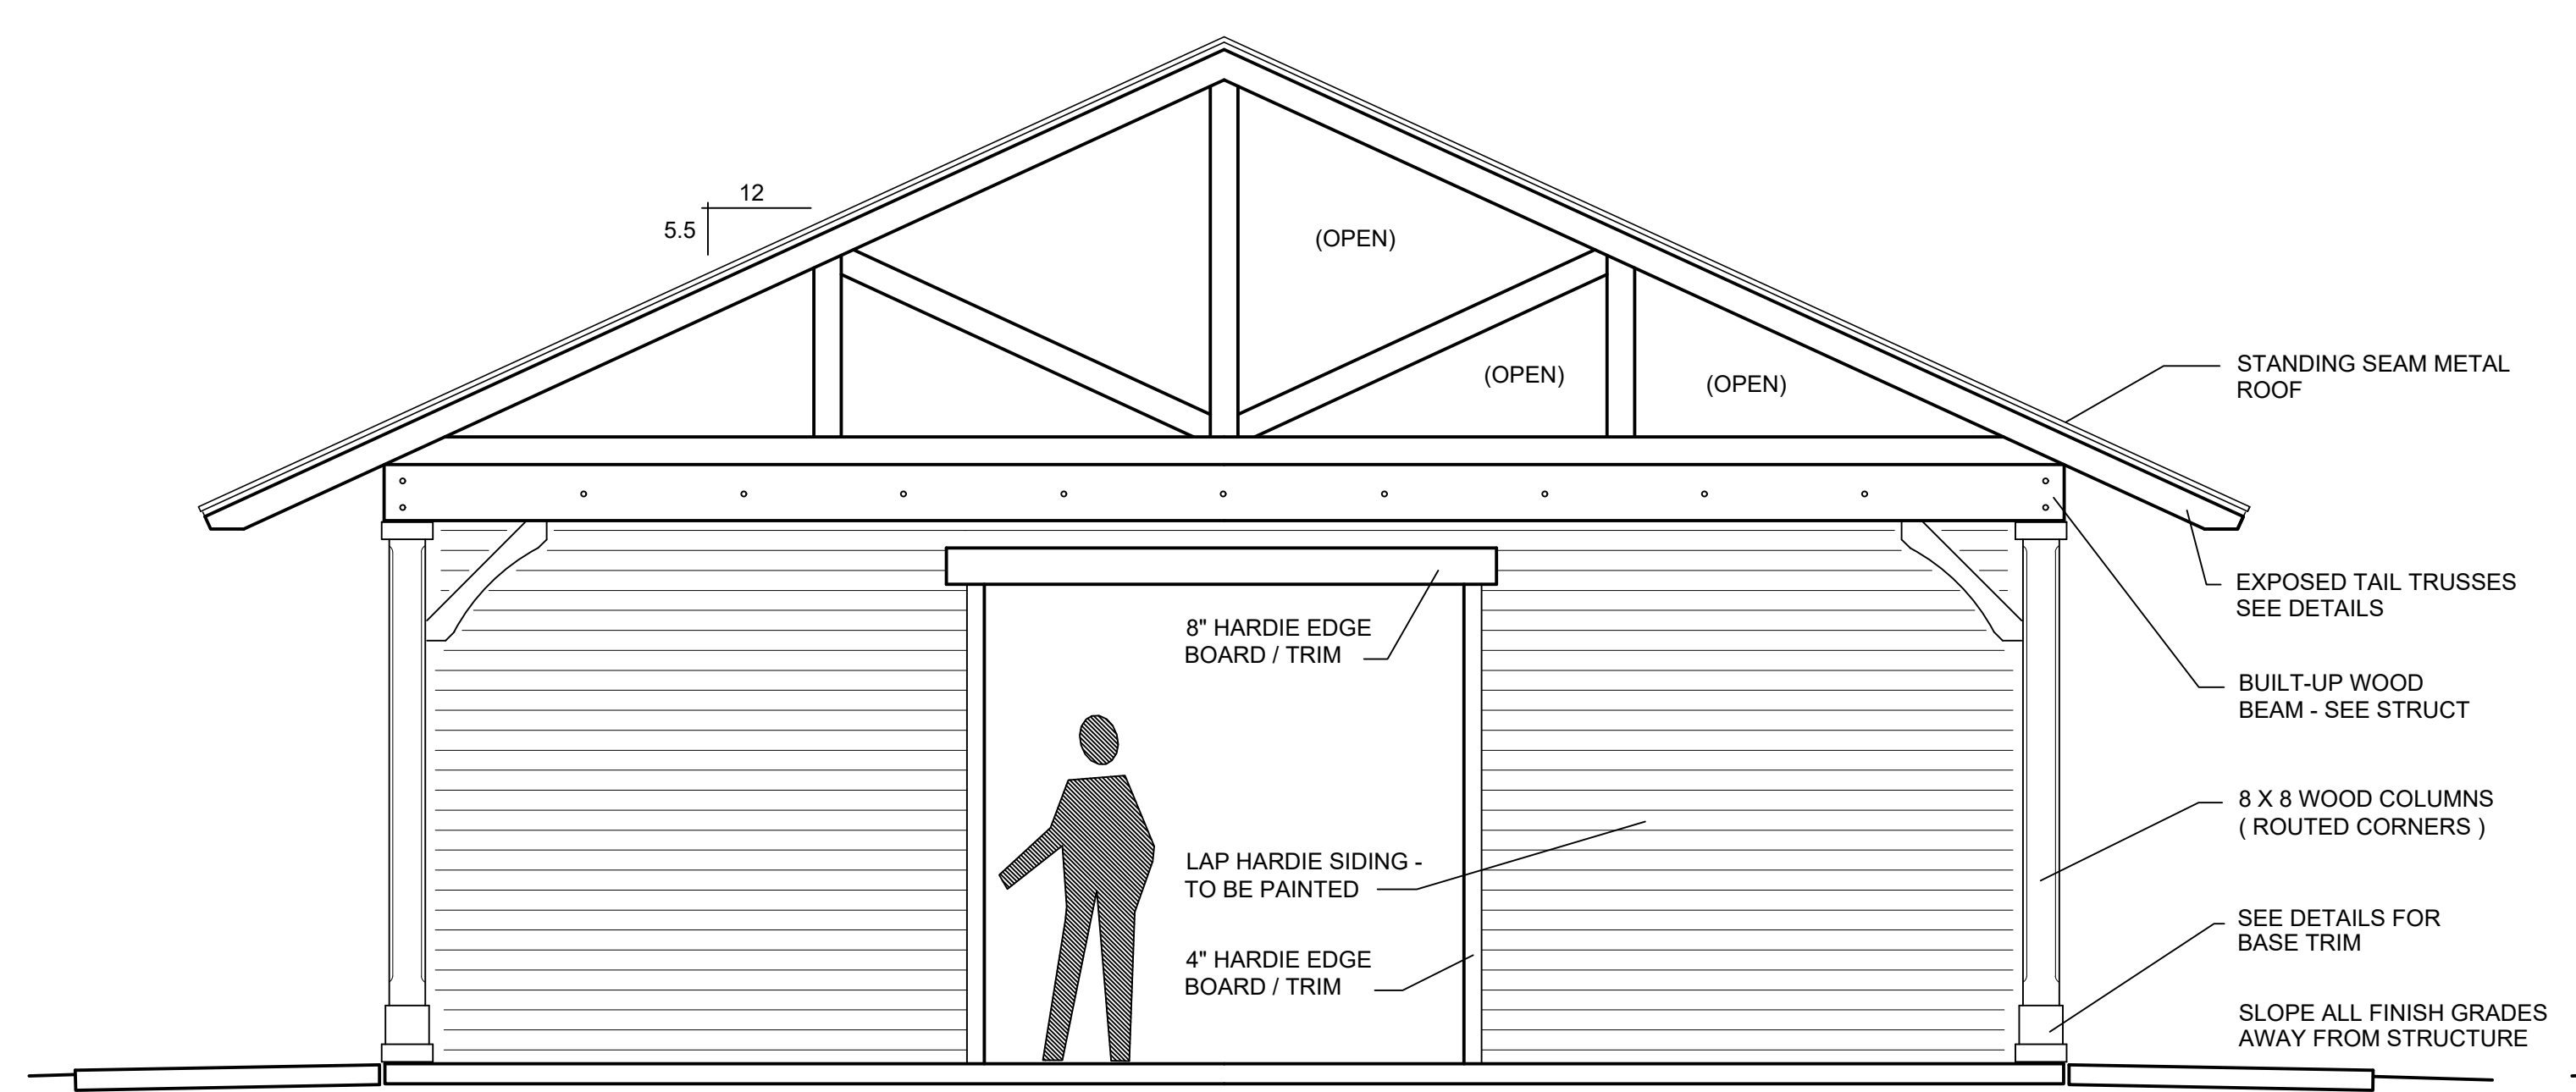 12
5.5
(OPEN)
(OPEN)
(OPEN)
STANDING SEAM METAL
ROOF
EXPOSED TAIL TRUSSES
SEE DETAILS
8" HARDIE EDGE
BOARD / TRIM
BUILT-UP WOOD
BEAM - SEE STRUCT
8 X 8 WOOD COLUMNS
( ROUTED CORNERS )
LAP HARDIE SIDING -
TO BE PAINTED
SEE DETAILS FOR
BASE TRIM
4" HARDIE EDGE
BOARD / TRIM
SLOPE ALL FINISH GRADES
AWAY FROM STRUCTURE